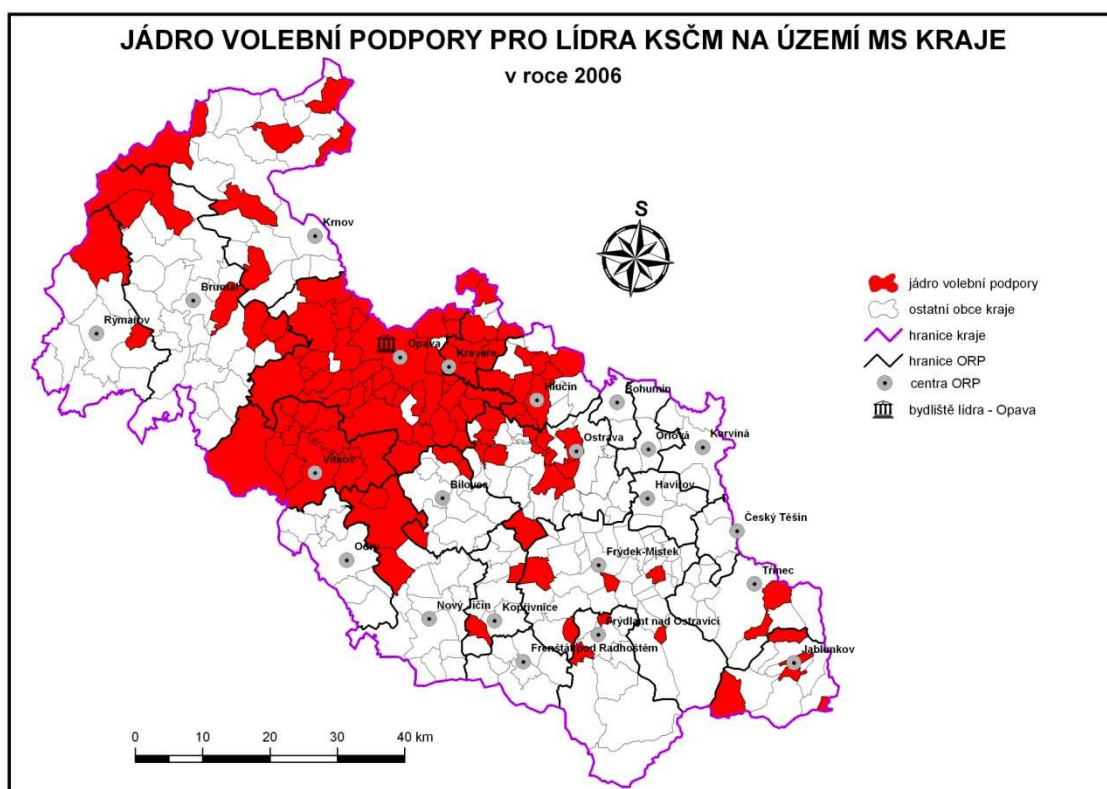 JÁDRO VOLEBNÍ PODPORY PRO LÍDRA KSČM NA ÚZEMÍ MS KRAJE
v roce 2006
S
Krnov
Bruntál
Rýmařov
Opava
Kravaře
Hlučín
Bohumín
Ostrava
Orlová
Karviná
Vítkov
Bílovec
Havířov
Český Těšín
Odry
Frýdek-Místek
Třinec
Nový Jičín
Kopřivnice
Frýdlant nad Ostravicí
Frenštát pod Radhoštěm
Jablunkov
jádro volební podpory
ostatní obce kraje
hranice kraje
hranice ORP
centra ORP
bydliště lídra - Opava
0 10 20 30 40 km